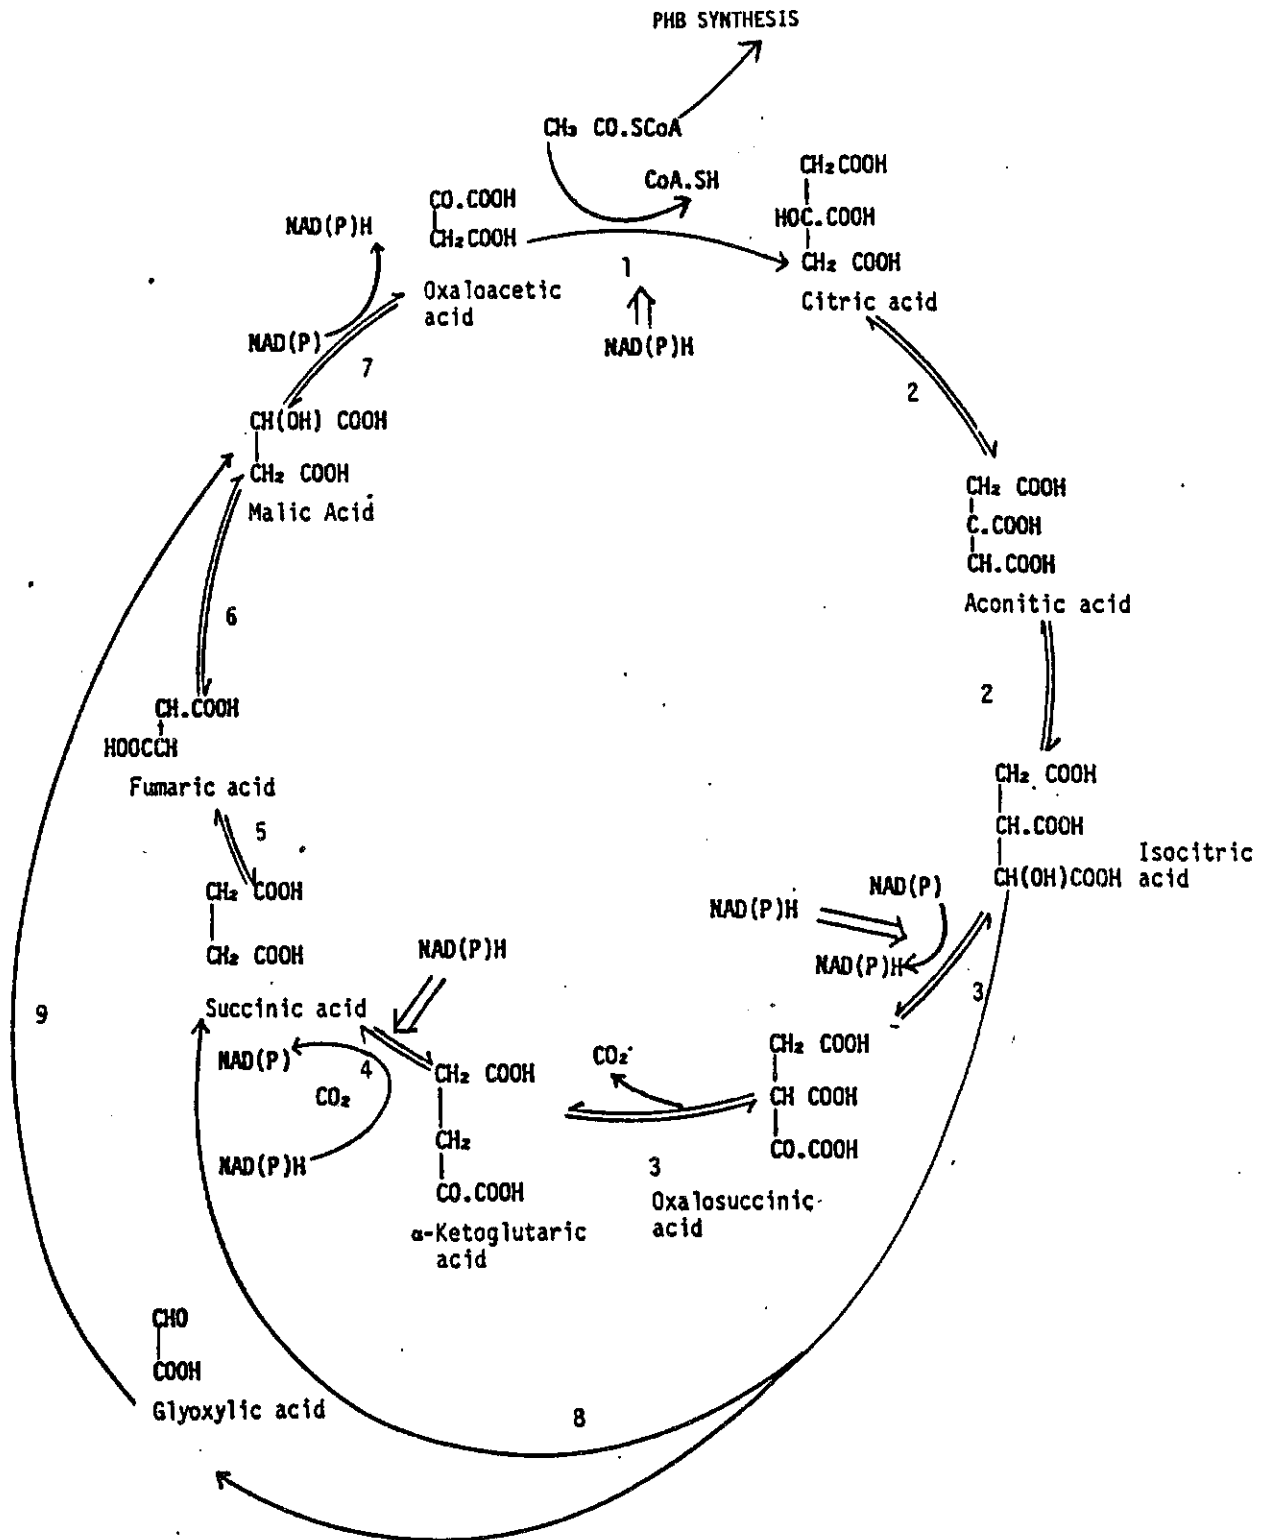 PHB SYNTHESIS
CH₃ CO.SCoA
CoA.SH
CO.COOH
CH₂COOH
Oxaloacetic
acid
1
NAD(P)H
CH₂COOH
HOC.COOH
CH₂ COOH
Citric acid
2
CH₂ COOH
C.COOH
CH.COOH
Aconitic acid
2
CH₂ COOH
CH.COOH
CH(OH)COOH
Isocitric
acid
NAD(P)H
NAD(P)
NAD(P)H
3
CH₂ COOH
CH COOH
CO.COOH
Oxalosuccinic
acid
CO₂
3
CH₂ COOH
CH₂
CO.COOH
α-Ketoglutaric
acid
NAD(P)H
4
NAD(P)
CO₂
NAD(P)H
CH₂ COOH
CH₂ COOH
Succinic acid
5
CH.COOH
HOOCCH
Fumaric acid
6
CH(OH) COOH
CH₂ COOH
Malic Acid
7
NAD(P)
NAD(P)H
8
CHO
COOH
Glyoxylic acid
9